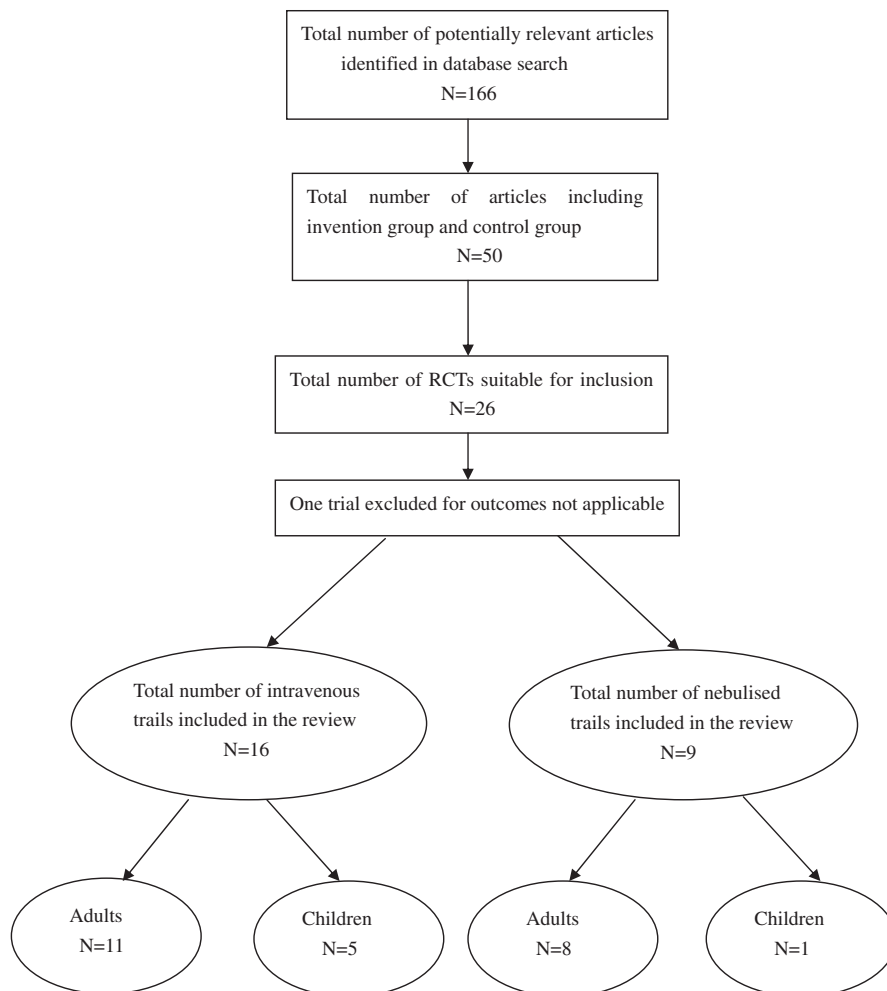 Total number of potentially relevant articles
identified in database search
N=166
Total number of articles including
invention group and control group
N=50
Total number of RCTs suitable for inclusion
N=26
One trial excluded for outcomes not applicable
Total number of intravenous
trails included in the review
N=16
Total number of nebulised
trails included in the review
N=9
Adults
N=11
Children
N=5
Adults
N=8
Children
N=1